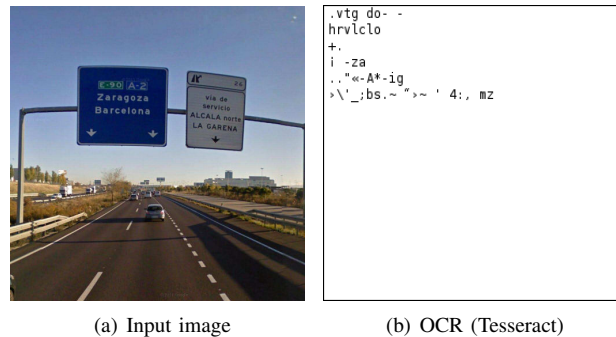 E-90 A-2
Zaragoza
Barcelona
vía de
servicio
ALCALÁ norte
LA GARENA
.vtg do- -
hrvlclo
+.
i -za
.."«-A*-ig
›\'_;bs.~ “›~ ' 4:, mz
(a) Input image
(b) OCR (Tesseract)